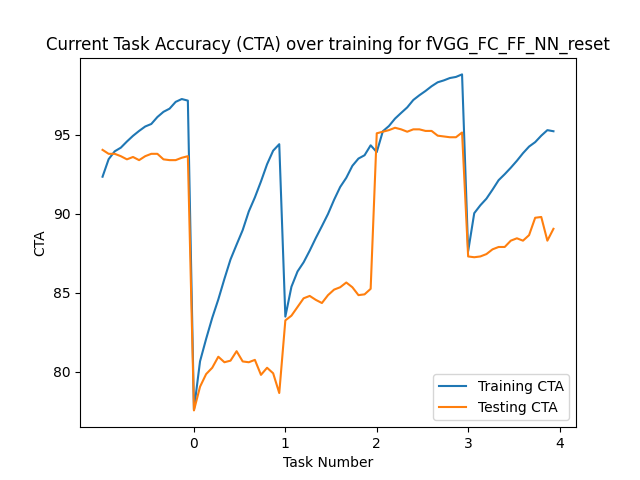 Current Task Accuracy (CTA) over training for fVGG_FC_FF_NN_reset
95
90
85
80
CTA
0 1 2 3 4
Task Number
Training CTA
Testing CTA